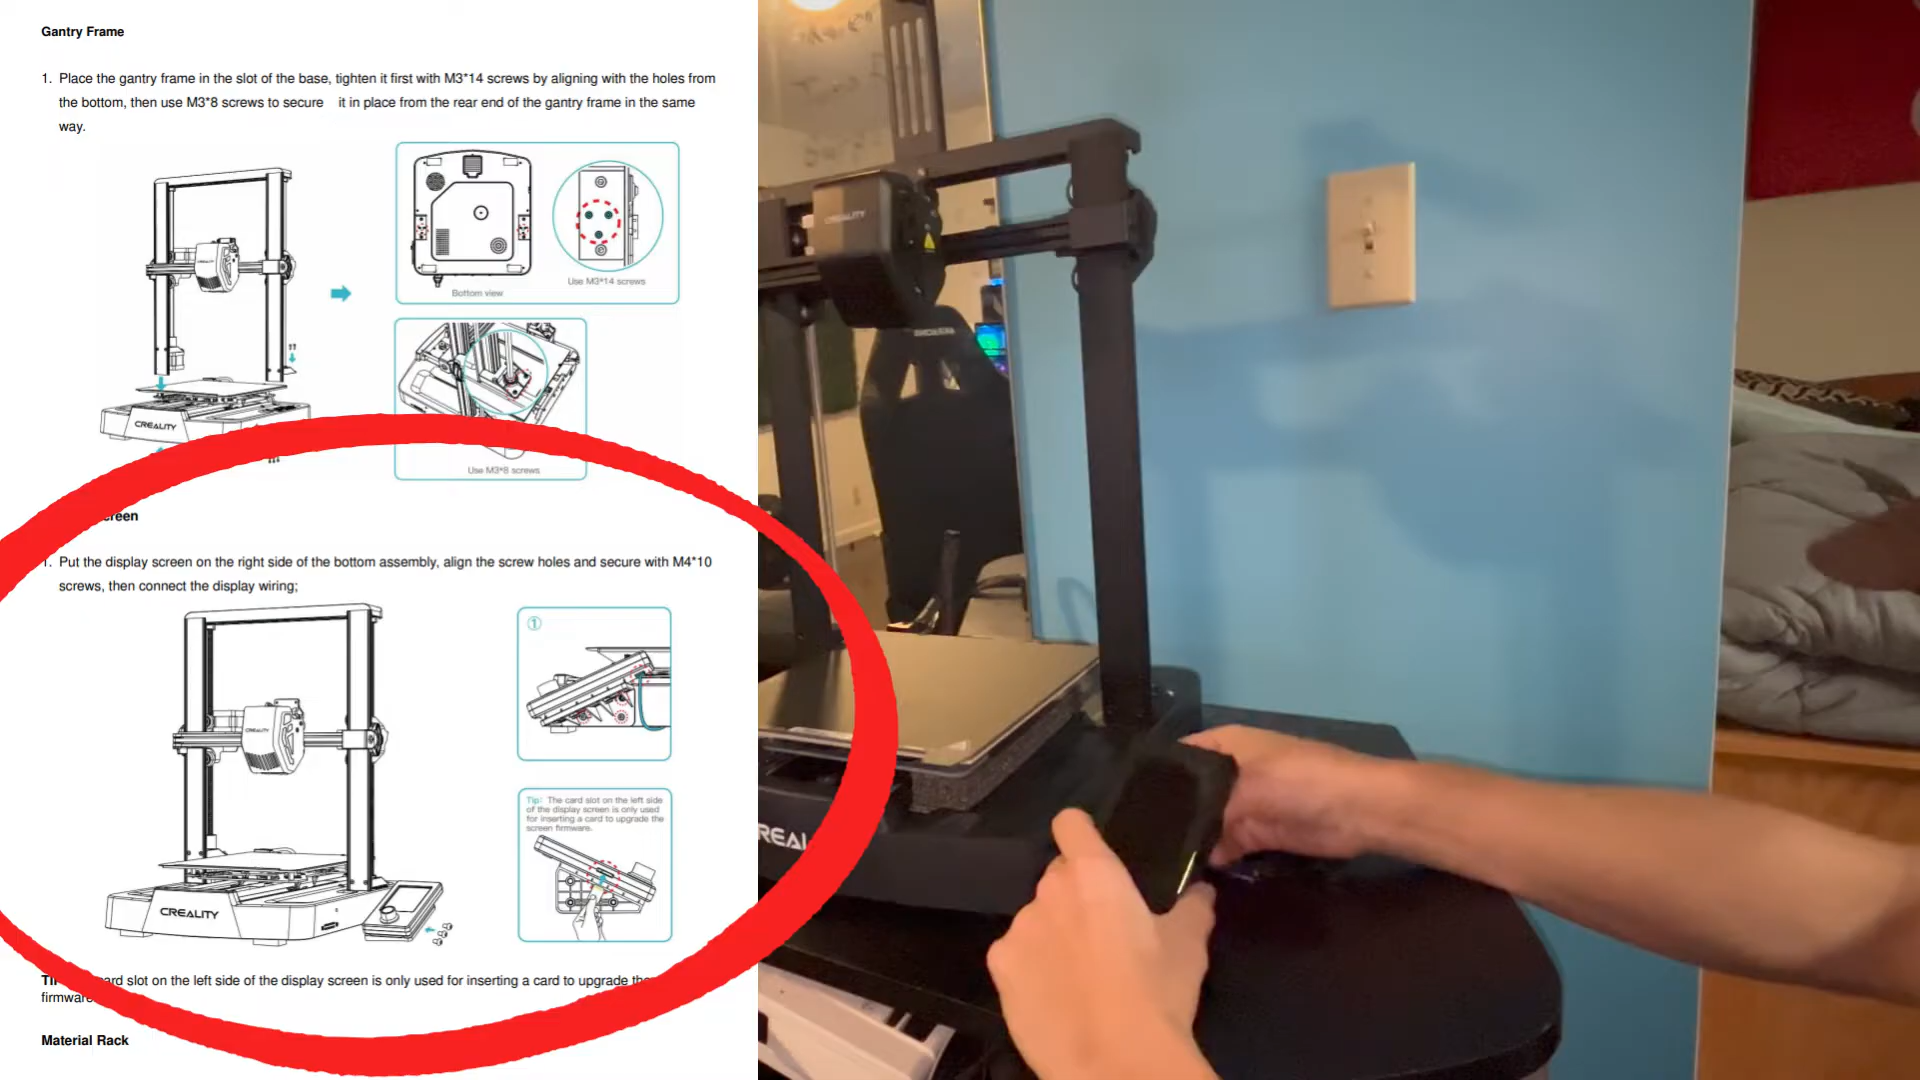 Gantry Frame
1. Place the gantry frame in the slot of the base, tighten it first with M3*14 screws by aligning with the holes from
the bottom, then use M3*8 screws to secure it in place from the rear end of the gantry frame in the same
way.
Bottom view
Use M3*14 screws
CREALITY
CREALITY
Use M3*8 screws
reen
1. Put the display screen on the right side of the bottom assembly, align the screw holes and secure with M4*10
screws, then connect the display wiring;
1
CREALITY
Tip: The card slot on the left side
of the display screen is only used
for inserting a card to upgrade the
screen firmware.
CREALITY
ard slot on the left side of the display screen is only used for inserting a card to upgrade the
firmware
Material Rack
CREALITY
REAL